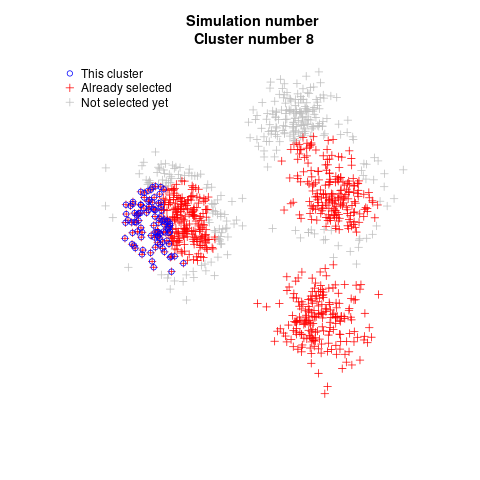 Simulation number
Cluster number 8
This cluster
Already selected
Not selected yet